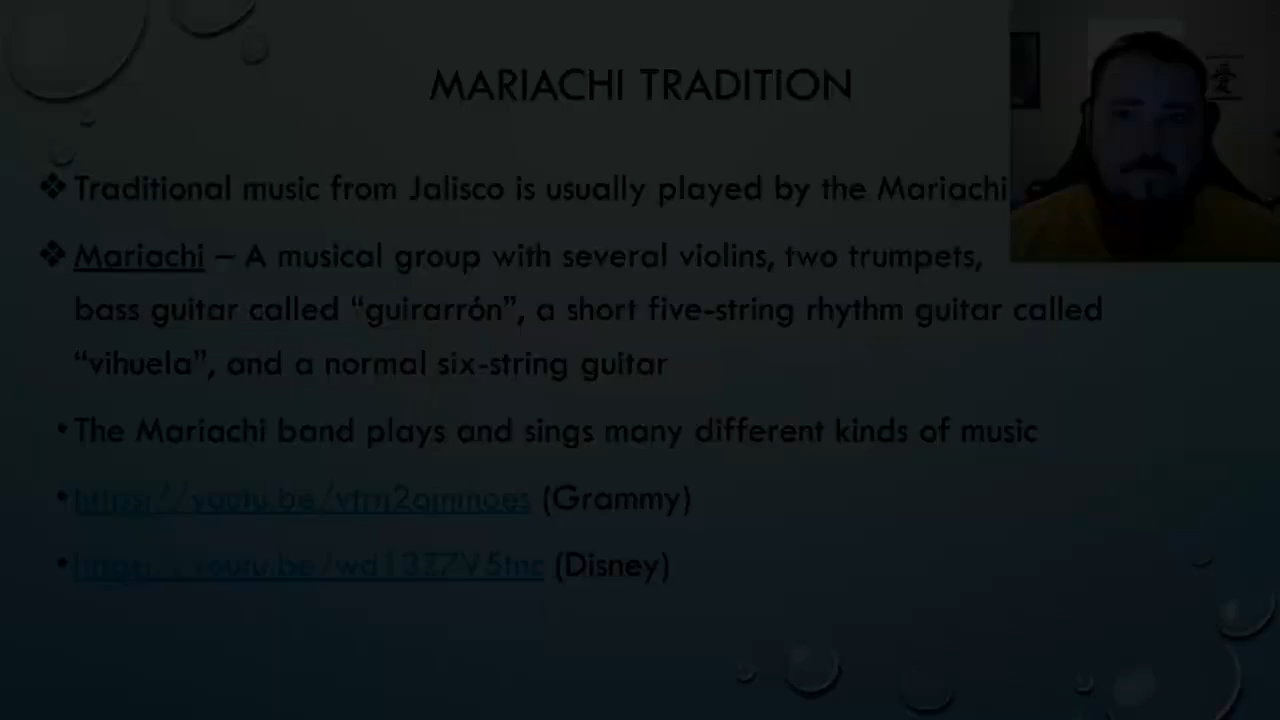 MARIACHI TRADITION
❖ Traditional music from Jalisco is usually played by the Mariachi
❖ Mariachi – A musical group with several violins, two trumpets,
bass guitar called “guirarrón”, a short five-string rhythm guitar called
“vihuela”, and a normal six-string guitar
• The Mariachi band plays and sings many different kinds of music
• (Grammy)
• (Disney)